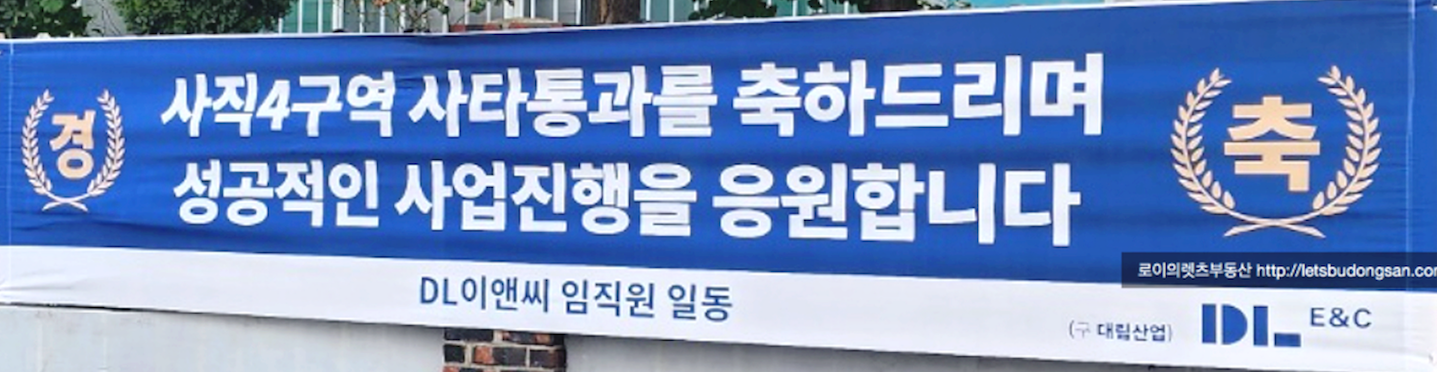 경
사직4구역 사타통과를 축하드리며
성공적인 사업진행을 응원합니다
축
DL이앤씨 임직원 일동
로이의렛츠부동산 http://letsbudongsan.com
(구 대림산업) DL E&C